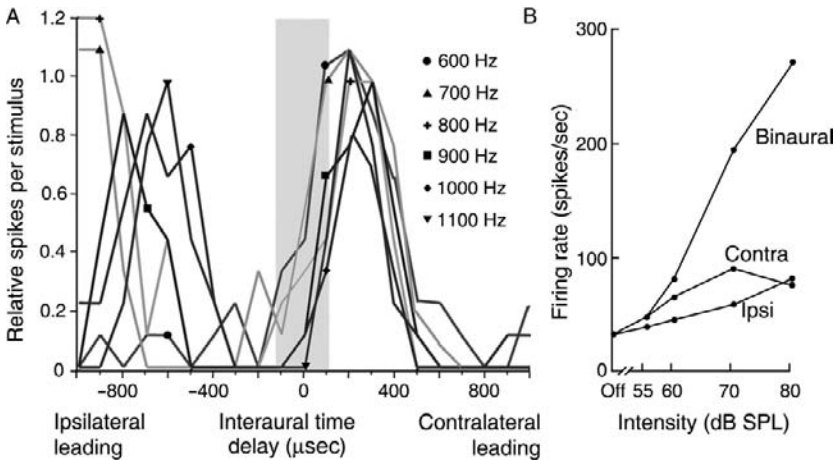 A
Relative spikes per stimulus
1.2
1.0
0.8
0.6
0.4
0.2
0
−800
−400
0
400
800
Ipsilateral
leading
Interaural time
delay (μsec)
Contralateral
leading
600 Hz
700 Hz
800 Hz
900 Hz
1000 Hz
1100 Hz
B
Firing rate (spikes/sec)
300
200
100
0
Binaural
Contra
Ipsi
Off 55 60 70 80
Intensity (dB SPL)